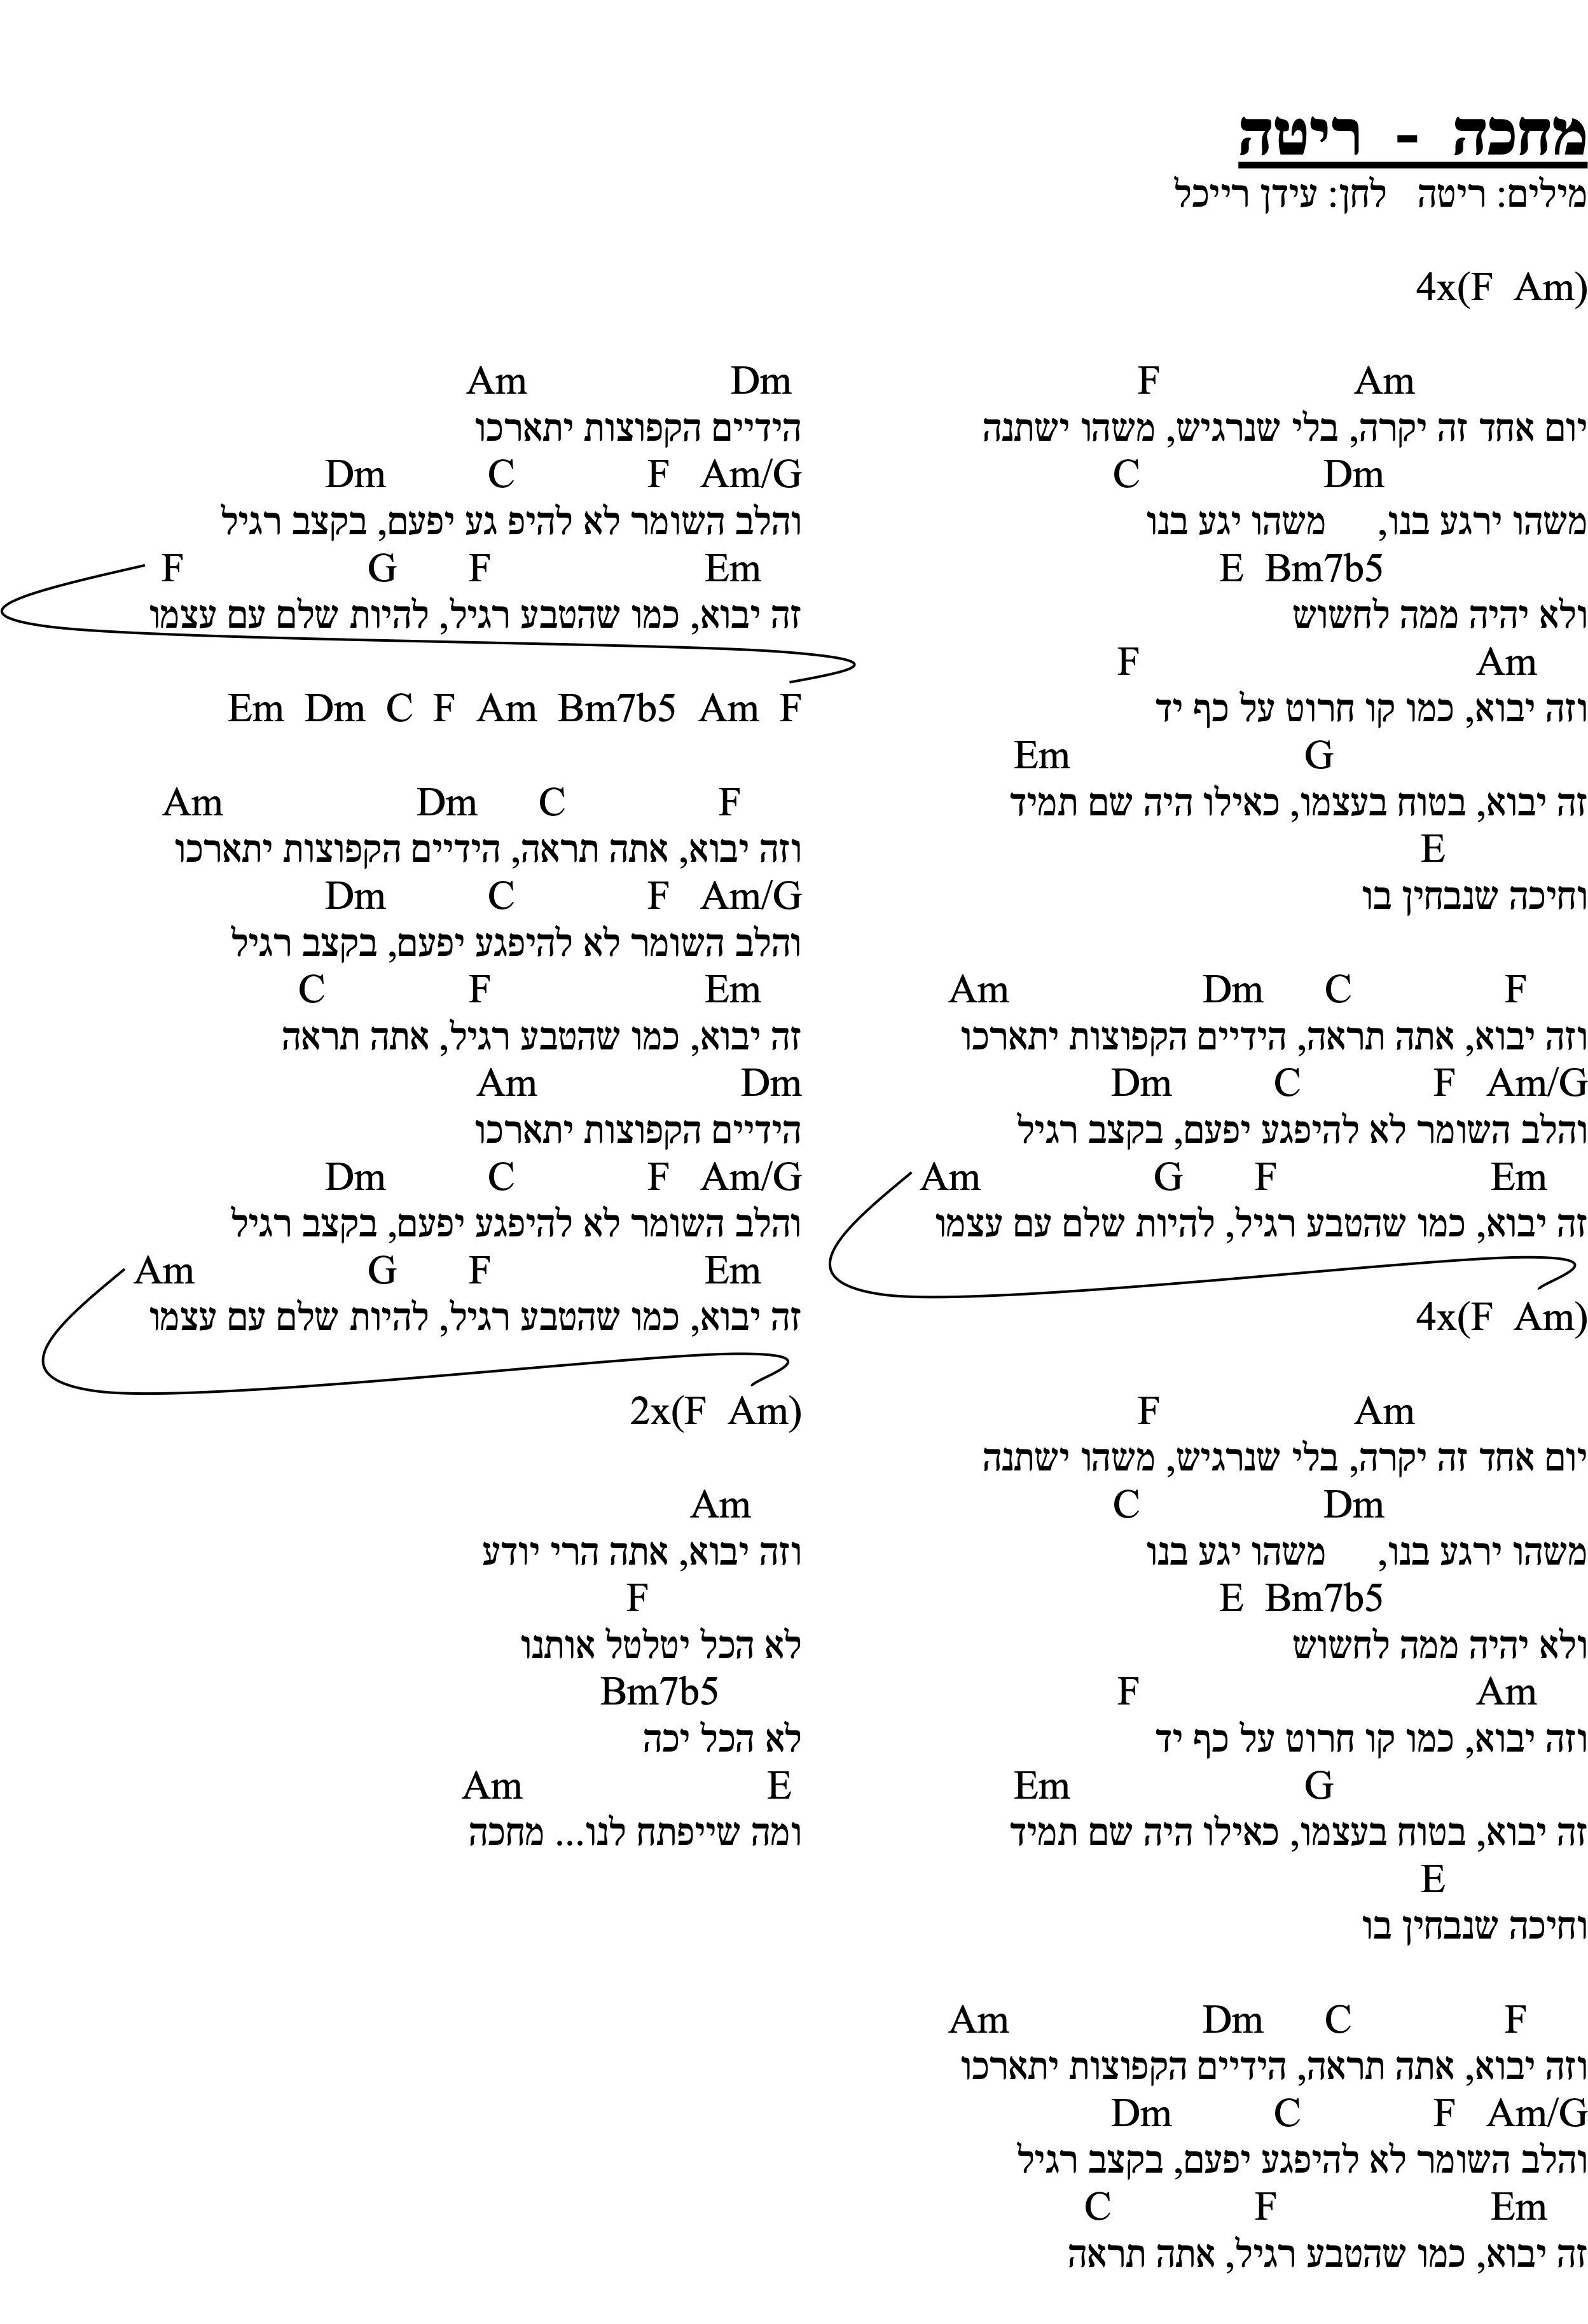 מחכה - ריטה
מילים: ריטה לחן: עידן רייכל
4x(F Am)
F Am
יום אחד זה יקרה, בלי שנרגיש, משהו ישתנה
C Dm
משהו ירגע בנו, משהו יגע בנו
E Bm7b5
ולא יהיה ממה לחשוש
F Am
וזה יבוא, כמו קו חרוט על כף יד
Em G
זה יבוא, בטוח בעצמו, כאילו היה שם תמיד
E
וחיכה שנבחין בו
Am Dm C F
וזה יבוא, אתה תראה, הידיים הקפוצות יתארכו
Dm C F Am/G
והלב השומר לא להיפגע יפעם, בקצב רגיל
Am G F Em
זה יבוא, כמו שהטבע רגיל, להיות שלם עם עצמו
4x(F Am)
F Am
יום אחד זה יקרה, בלי שנרגיש, משהו ישתנה
C Dm
משהו ירגע בנו, משהו יגע בנו
E Bm7b5
ולא יהיה ממה לחשוש
F Am
וזה יבוא, כמו קו חרוט על כף יד
Em G
זה יבוא, בטוח בעצמו, כאילו היה שם תמיד
E
וחיכה שנבחין בו
Am Dm C F
וזה יבוא, אתה תראה, הידיים הקפוצות יתארכו
Dm C F Am/G
והלב השומר לא להיפגע יפעם, בקצב רגיל
C F Em
זה יבוא, כמו שהטבע רגיל, אתה תראה
Am Dm
הידיים הקפוצות יתארכו
Dm C F Am/G
והלב השומר לא להיפ גע יפעם, בקצב רגיל
F G F Em
זה יבוא, כמו שהטבע רגיל, להיות שלם עם עצמו
Em Dm C F Am Bm7b5 Am F
Am Dm C F
וזה יבוא, אתה תראה, הידיים הקפוצות יתארכו
Dm C F Am/G
והלב השומר לא להיפגע יפעם, בקצב רגיל
C F Em
זה יבוא, כמו שהטבע רגיל, אתה תראה
Am Dm
הידיים הקפוצות יתארכו
Dm C F Am/G
והלב השומר לא להיפגע יפעם, בקצב רגיל
Am G F Em
זה יבוא, כמו שהטבע רגיל, להיות שלם עם עצמו
2x(F Am)
Am
וזה יבוא, אתה הרי יודע
F
לא הכל יטלטל אותנו
Bm7b5
לא הכל יכה
Am E
ומה שייפתח לנו... מחכה